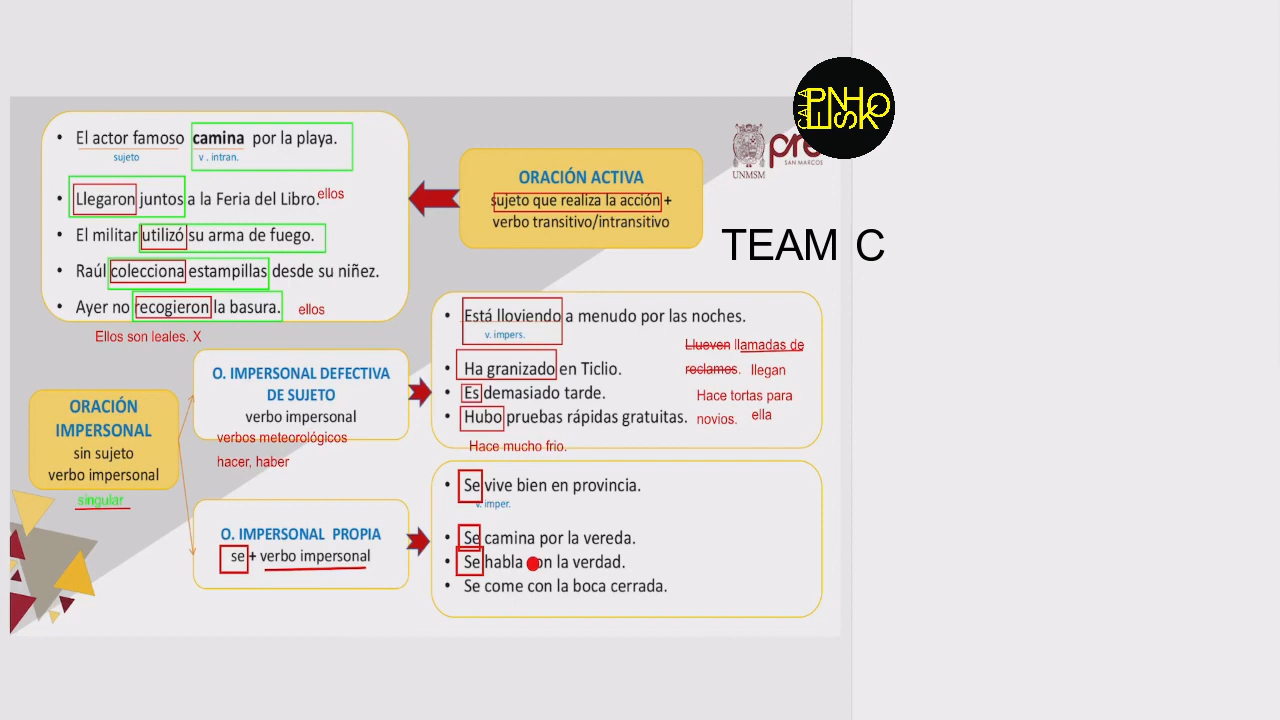 • El actor famoso camina por la playa.
sujeto v . intran.
• Llegaron juntos a la Feria del Libro. ellos
• El militar utilizó su arma de fuego.
• Raúl colecciona estampillas desde su niñez.
• Ayer no recogieron la basura. ellos
Ellos son leales. X
ORACIÓN ACTIVA
sujeto que realiza la acción +
verbo transitivo/intransitivo
UNMSM
SAN MARCOS
CALA
PENHOSK
TEAM C
ORACIÓN
IMPERSONAL
sin sujeto
verbo impersonal
singular
O. IMPERSONAL DEFECTIVA
DE SUJETO
verbo impersonal
verbos meteorológicos
hacer, haber
• Está lloviendo a menudo por las noches.
v. impers.
• Ha granizado en Ticlio.
• Es demasiado tarde.
• Hubo pruebas rápidas gratuitas.
Hace mucho frio.
Llueven llamadas de
reclamos. llegan
Hace tortas para
novios. ella
O. IMPERSONAL PROPIA
se + verbo impersonal
• Se vive bien en provincia.
v. imper.
• Se camina por la vereda.
• Se habla con la verdad.
• Se come con la boca cerrada.